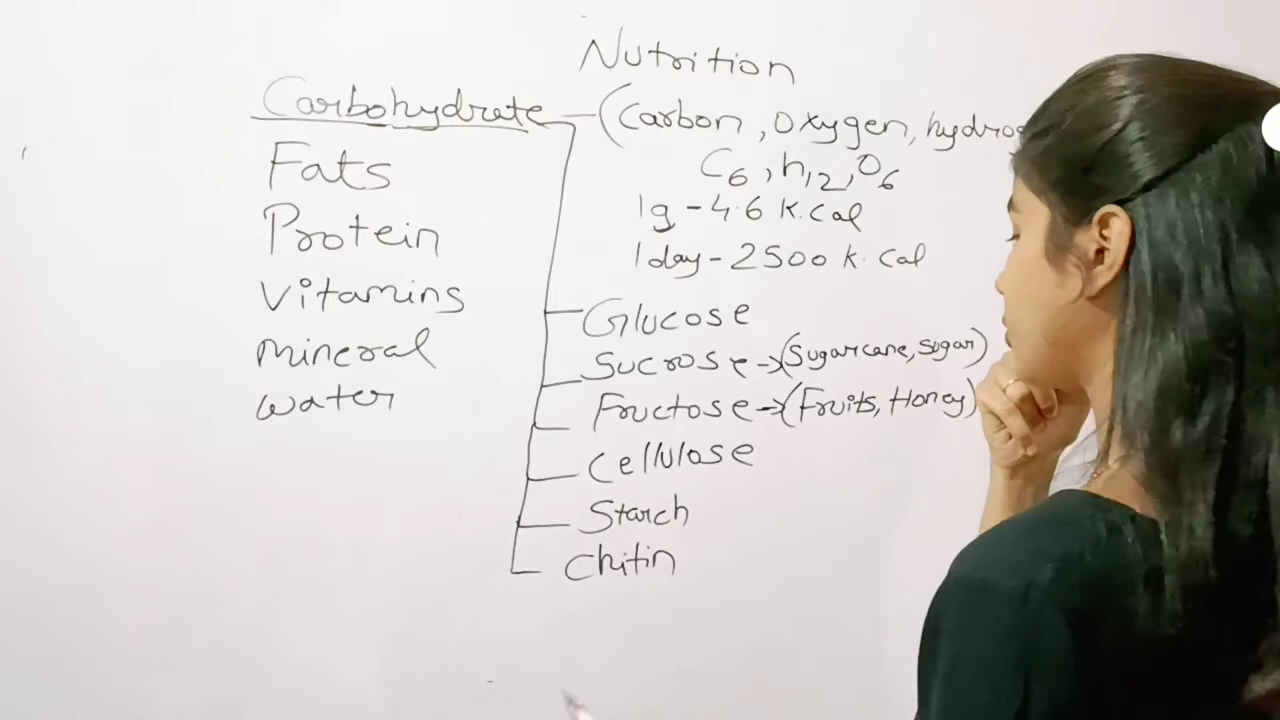 Nutrition
Carbohydrate – (Carbon, Oxygen, hydrog
C6, h12, O6
1g - 4.6 K.Cal
1day - 2500 k.Cal
Fats
Protein
Vitamins
mineral
water
Glucose
Sucrose → (Sugarcane, Sugar)
Fructose → (Fruits, Honey)
Cellulose
Starch
Chitin